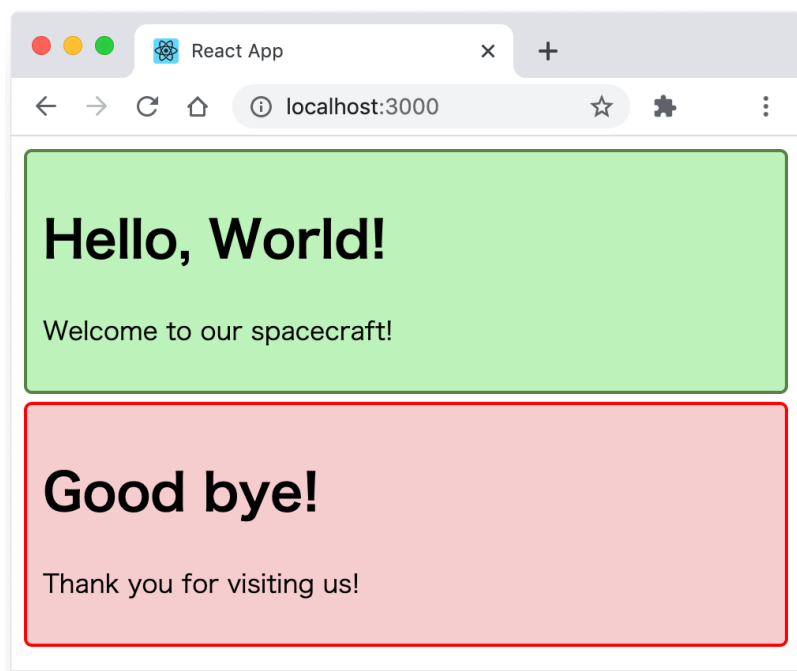 React App
localhost:3000
Hello, World!
Welcome to our spacecraft!
Good bye!
Thank you for visiting us!